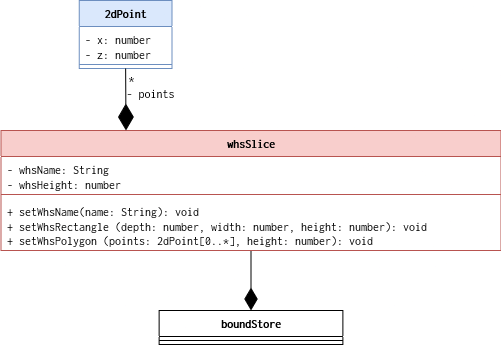 2dPoint
- x: number
- z: number
*
- points
whsSlice
- whsName: String
- whsHeight: number
+ setWhsName(name: String): void
+ setWhsRectangle (depth: number, width: number, height: number): void
+ setWhsPolygon (points: 2dPoint[0..*], height: number): void
boundStore